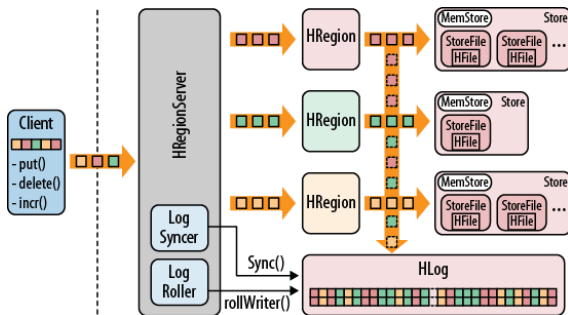 Client
- put()
- delete()
- incr()
HRegionServer
Log
Syncer
Log
Roller
HRegion
MemStore
Store
StoreFile
HFile
StoreFile
HFile
...
HRegion
MemStore
Store
StoreFile
HFile
HRegion
MemStore
Store
StoreFile
HFile
StoreFile
HFile
...
Sync()
rollWriter()
HLog